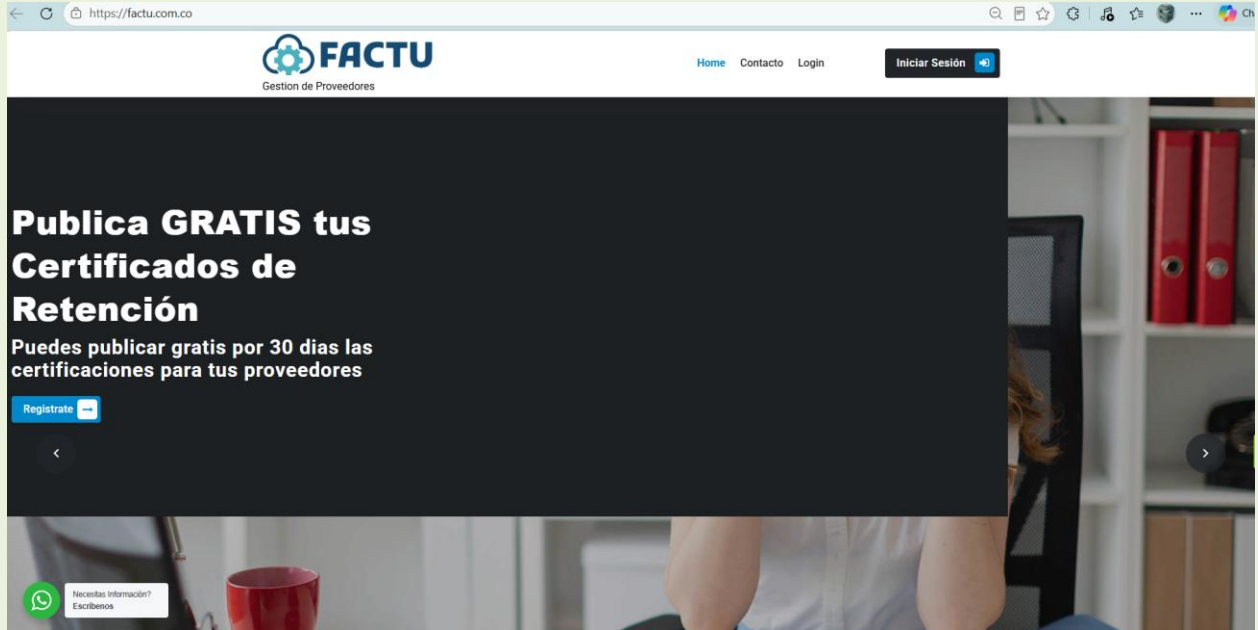 https://factu.com.co
FACTU
Gestion de Proveedores
Home Contacto Login
Iniciar Sesión
Publica GRATIS tus
Certificados de
Retención
Puedes publicar gratis por 30 dias las
certificaciones para tus proveedores
Registrate
Necesitas Información?
Escribenos